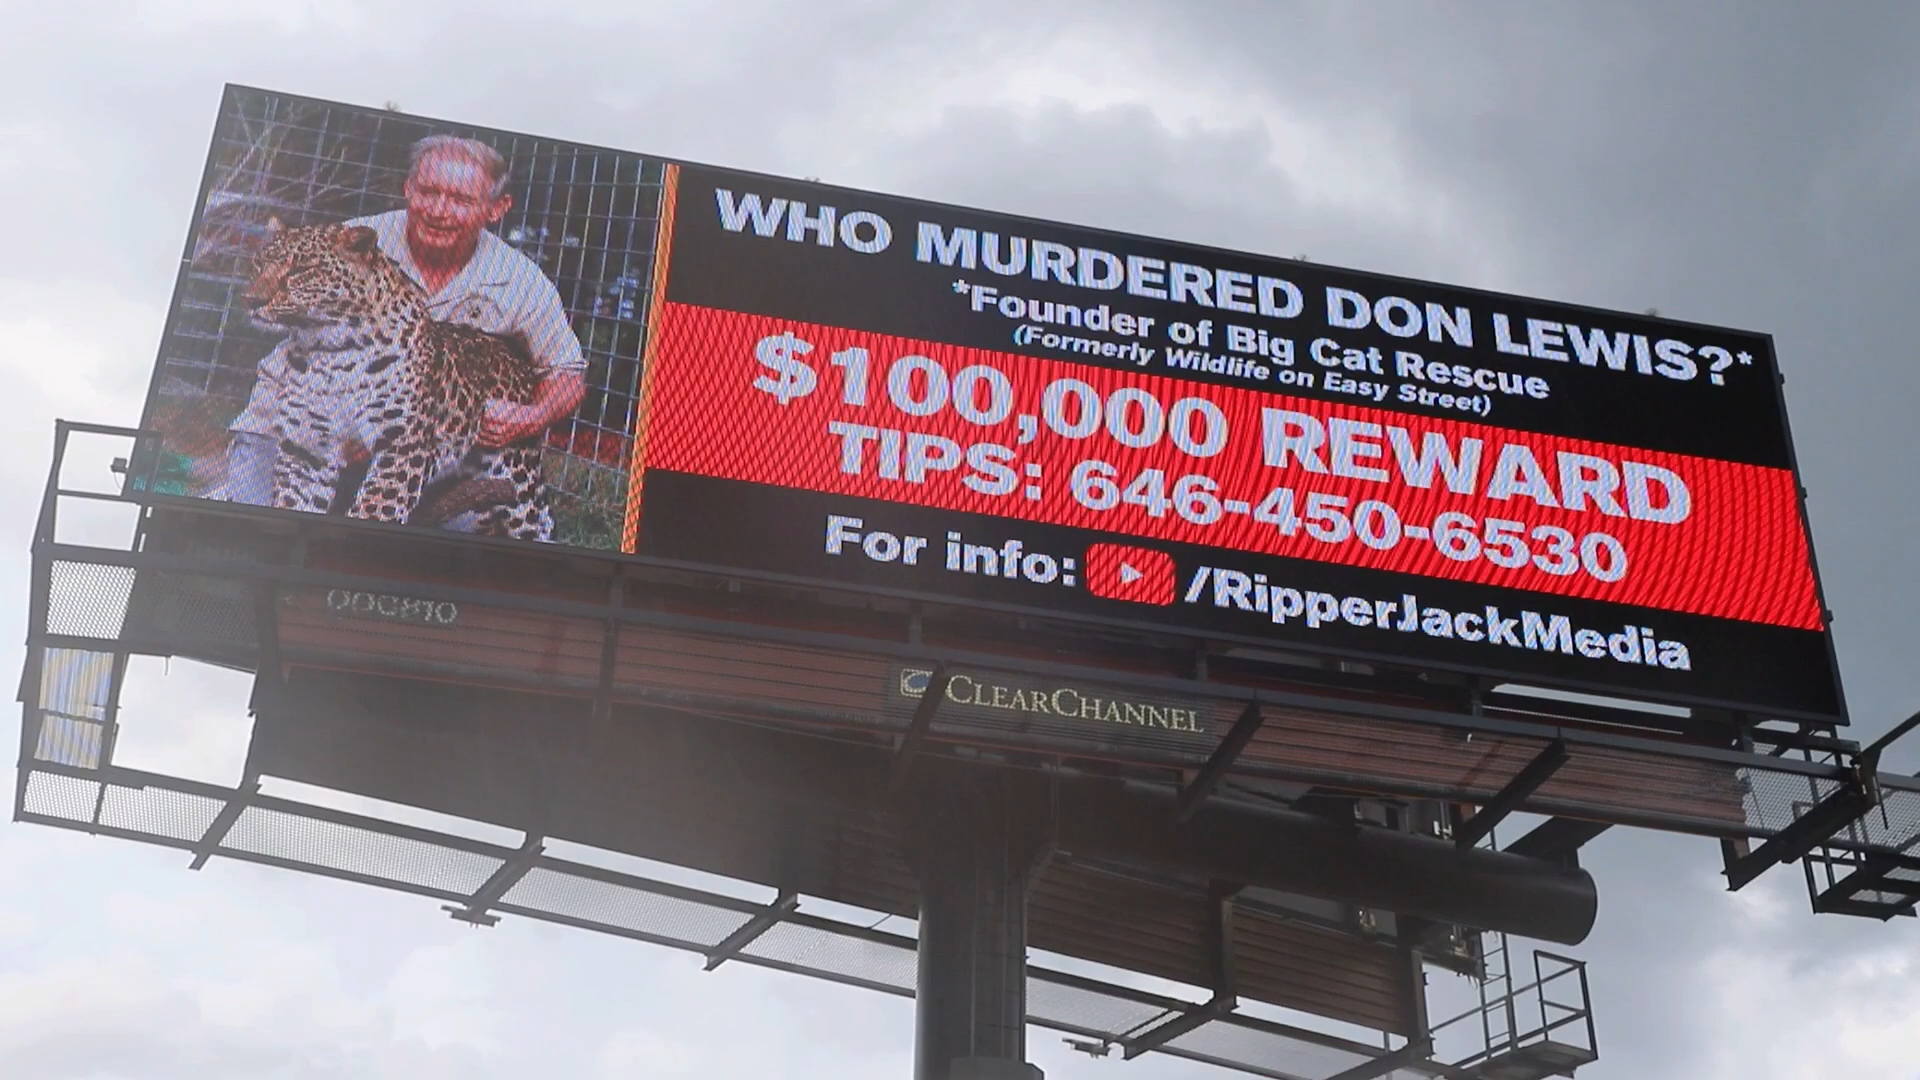 WHO MURDERED DON LEWIS?*
*Founder of Big Cat Rescue
(Formerly Wildlife on Easy Street)
$100,000 REWARD
TIPS: 646-450-6530
For info: /RipperJackMedia
CLEARCHANNEL